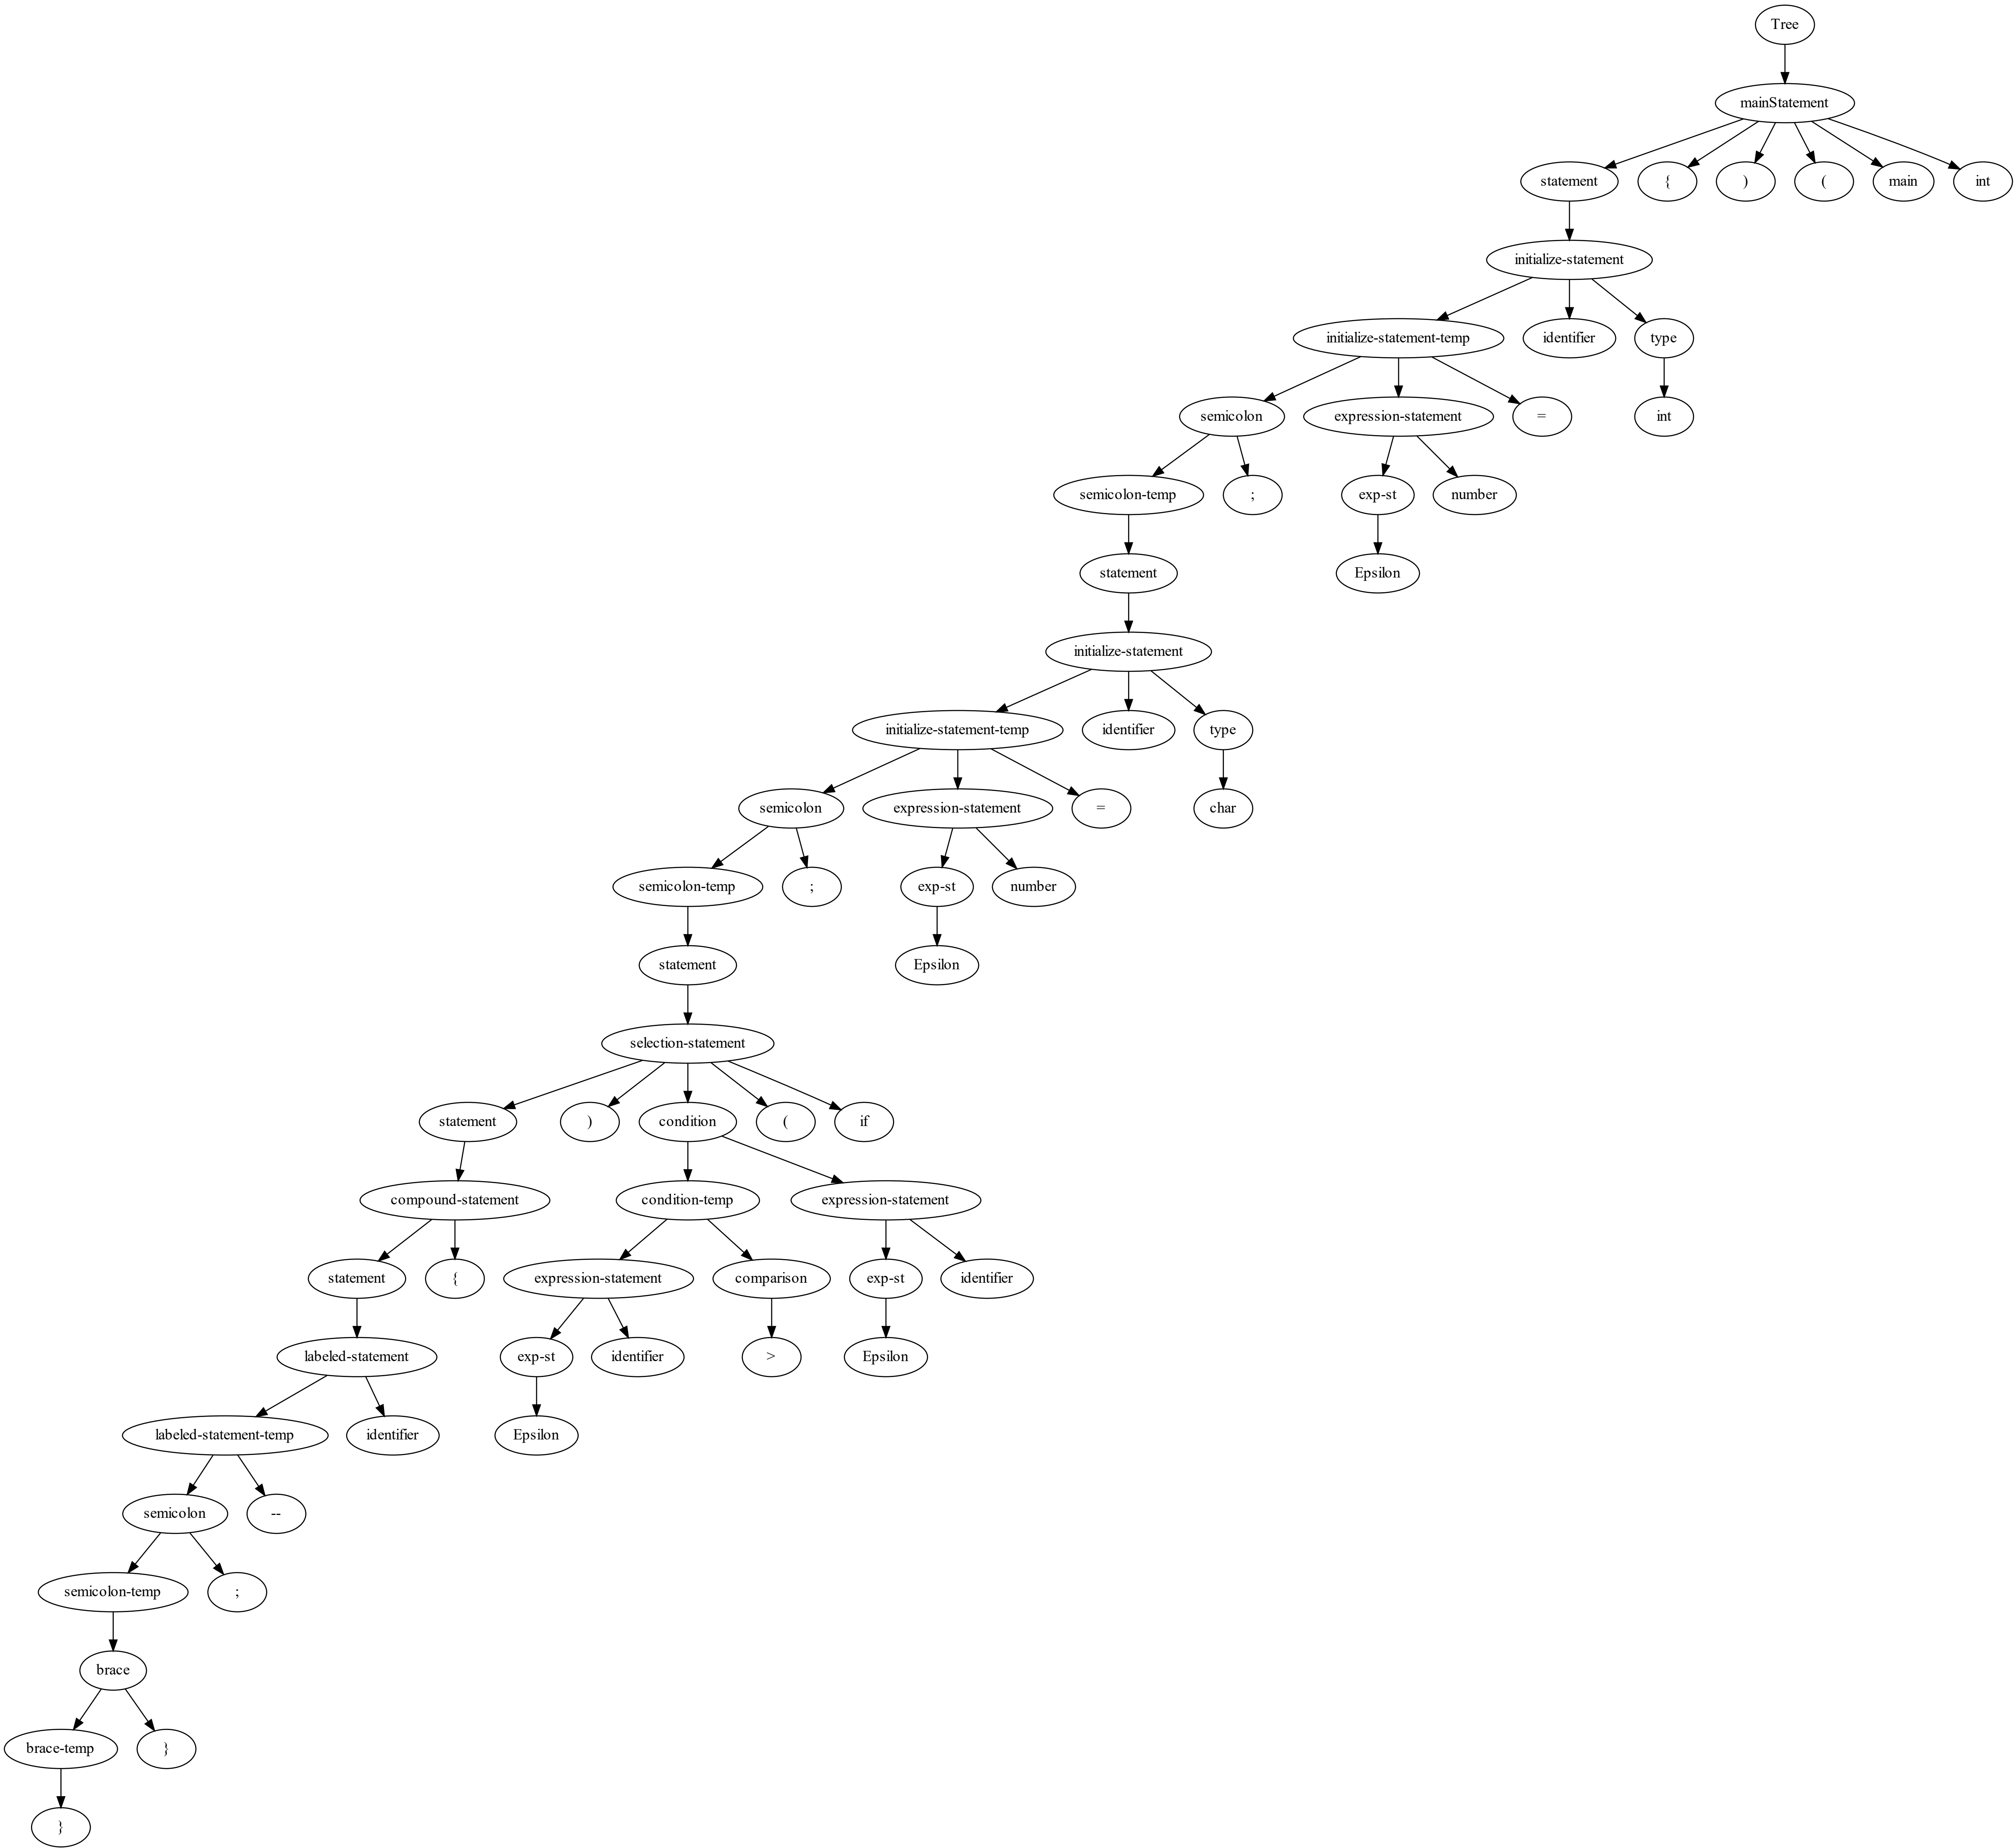 Tree
mainStatement
statement { ) ( main int
initialize-statement
initialize-statement-temp identifier type
semicolon expression-statement = int
semicolon-temp ; exp-st number
statement Epsilon
initialize-statement
initialize-statement-temp identifier type
semicolon expression-statement = char
semicolon-temp ; exp-st number
statement Epsilon
selection-statement
statement ) condition ( if
compound-statement condition-temp expression-statement
statement { expression-statement comparison exp-st identifier
labeled-statement exp-st identifier > Epsilon
labeled-statement-temp identifier Epsilon
semicolon --
semicolon-temp ;
brace
brace-temp }
}